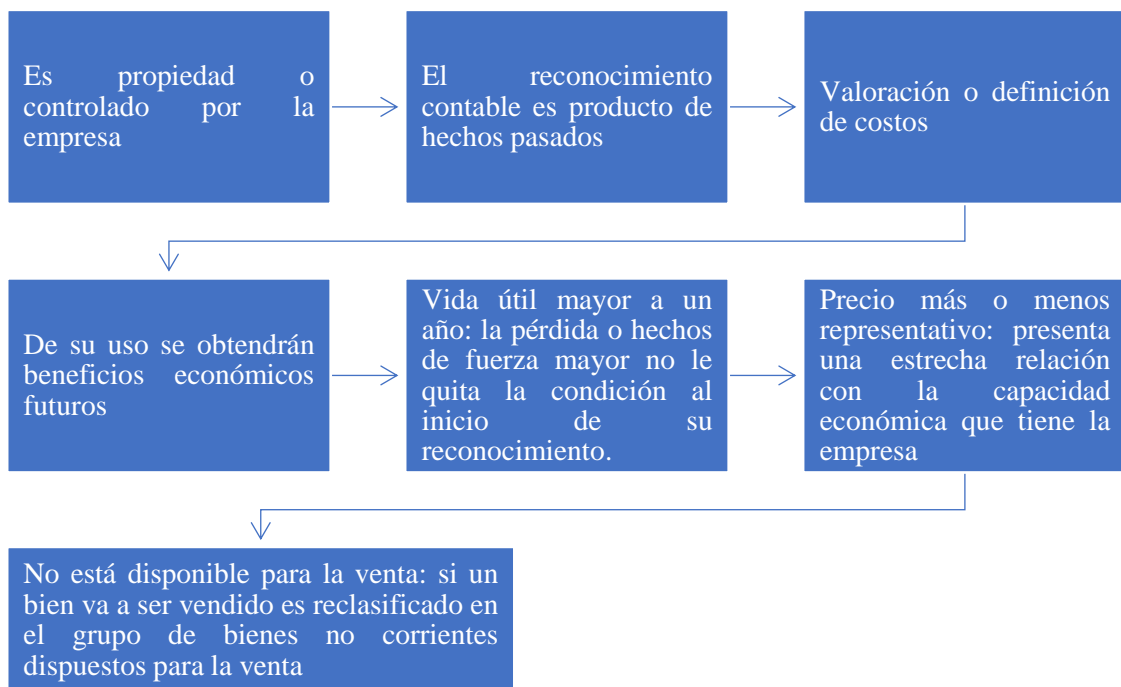 Es propiedad o
controlado por la
empresa
El reconocimiento
contable es producto de
hechos pasados
Valoración o definición
de costos
De su uso se obtendrán
beneficios económicos
futuros
Vida útil mayor a un
año: la pérdida o hechos
de fuerza mayor no le
quita la condición al
inicio de su
reconocimiento.
Precio más o menos
representativo: presenta
una estrecha relación
con la capacidad
económica que tiene la
empresa
No está disponible para la venta: si un
bien va a ser vendido es reclasificado en
el grupo de bienes no corrientes
dispuestos para la venta